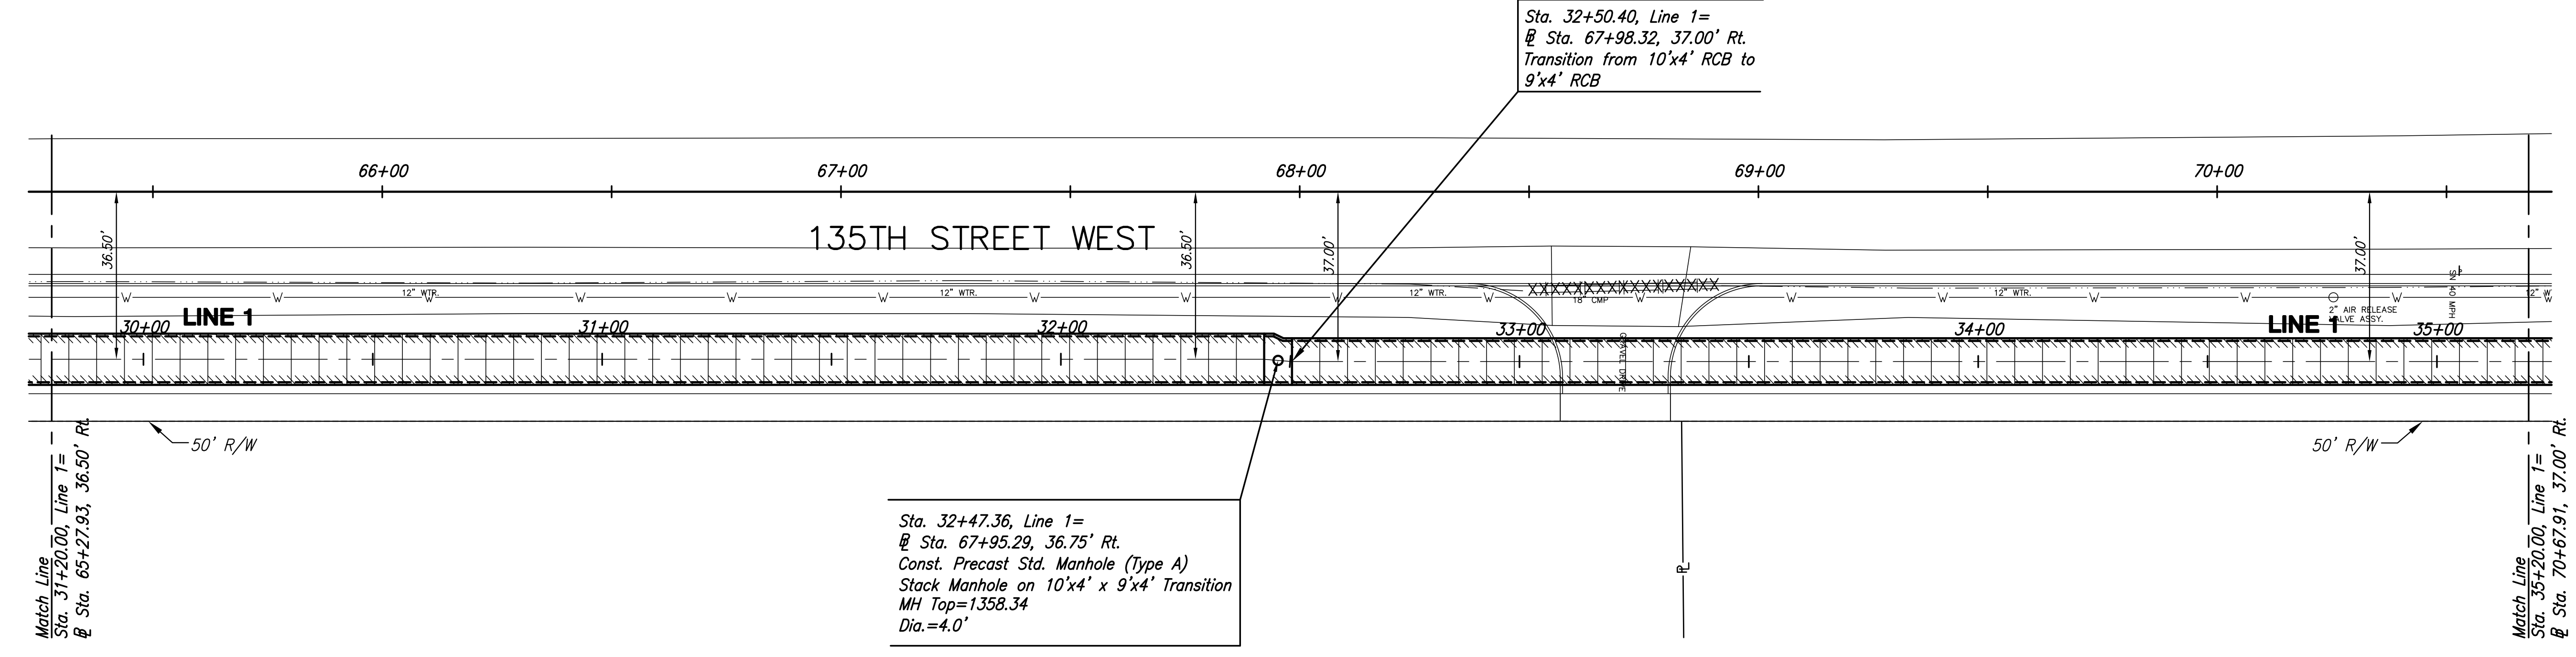 Sta. 32+50.40, Line 1=
℄ Sta. 67+98.32, 37.00' Rt.
Transition from 10'x4' RCB to
9'x4' RCB
66+00
67+00
68+00
69+00
70+00
135TH STREET WEST
36.50'
36.50'
37.00'
37.00'
SN 40 MPH
W W W W W W W W W W W W W W W W W
12" WTR.
12" WTR.
12" WTR.
12" WTR.
12" W
18" CMP
2" AIR RELEASE
VALVE ASSY.
LINE 1
LINE 1
30+00
31+00
32+00
33+00
34+00
35+00
GRAVEL DRIVE
50' R/W
50' R/W
Match Line
Sta. 31+20.00, Line 1=
℄ Sta. 65+27.93, 36.50' Rt.
Sta. 32+47.36, Line 1=
℄ Sta. 67+95.29, 36.75' Rt.
Const. Precast Std. Manhole (Type A)
Stack Manhole on 10'x4' x 9'x4' Transition
MH Top=1358.34
Dia.=4.0'
PL
Match Line
Sta. 35+20.00, Line 1=
℄ Sta. 70+67.91, 37.00' Rt.